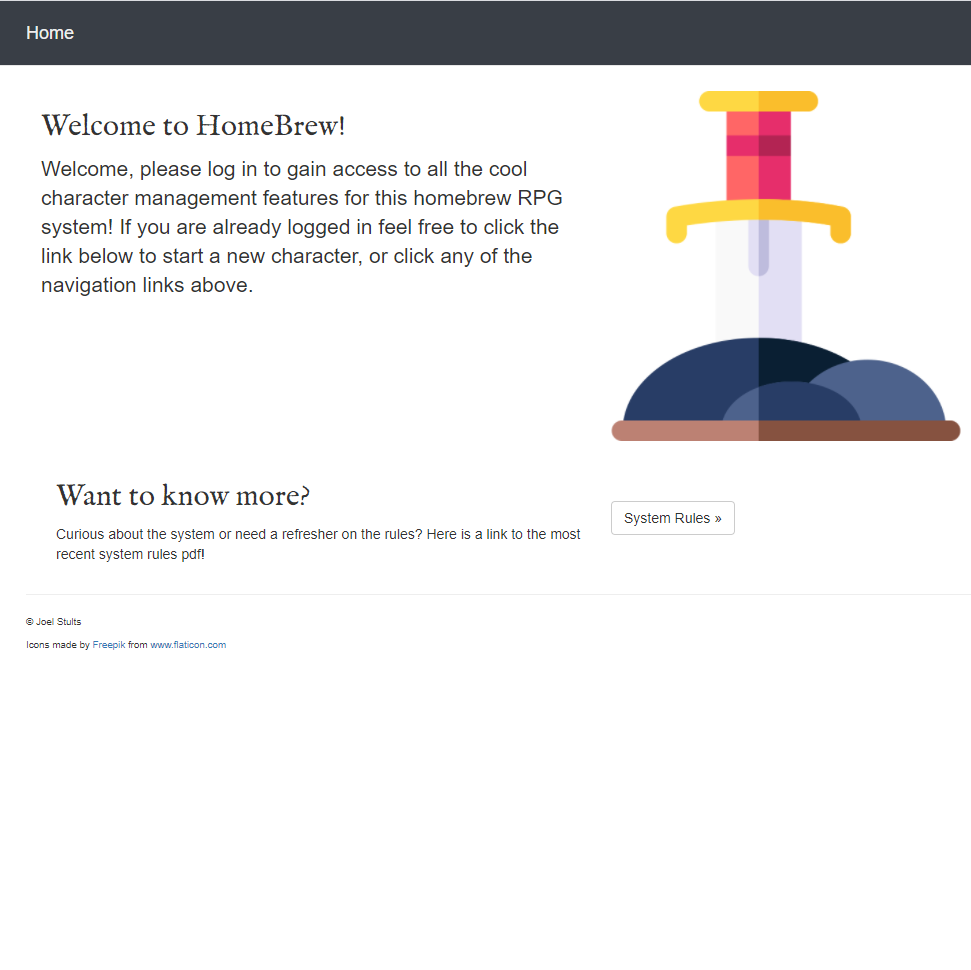 Home
Welcome to HomeBrew!
Welcome, please log in to gain access to all the cool
character management features for this homebrew RPG
system! If you are already logged in feel free to click the
link below to start a new character, or click any of the
navigation links above.
Want to know more?
Curious about the system or need a refresher on the rules? Here is a link to the most
recent system rules pdf!
System Rules »
© Joel Stults
Icons made by Freepik from www.flaticon.com